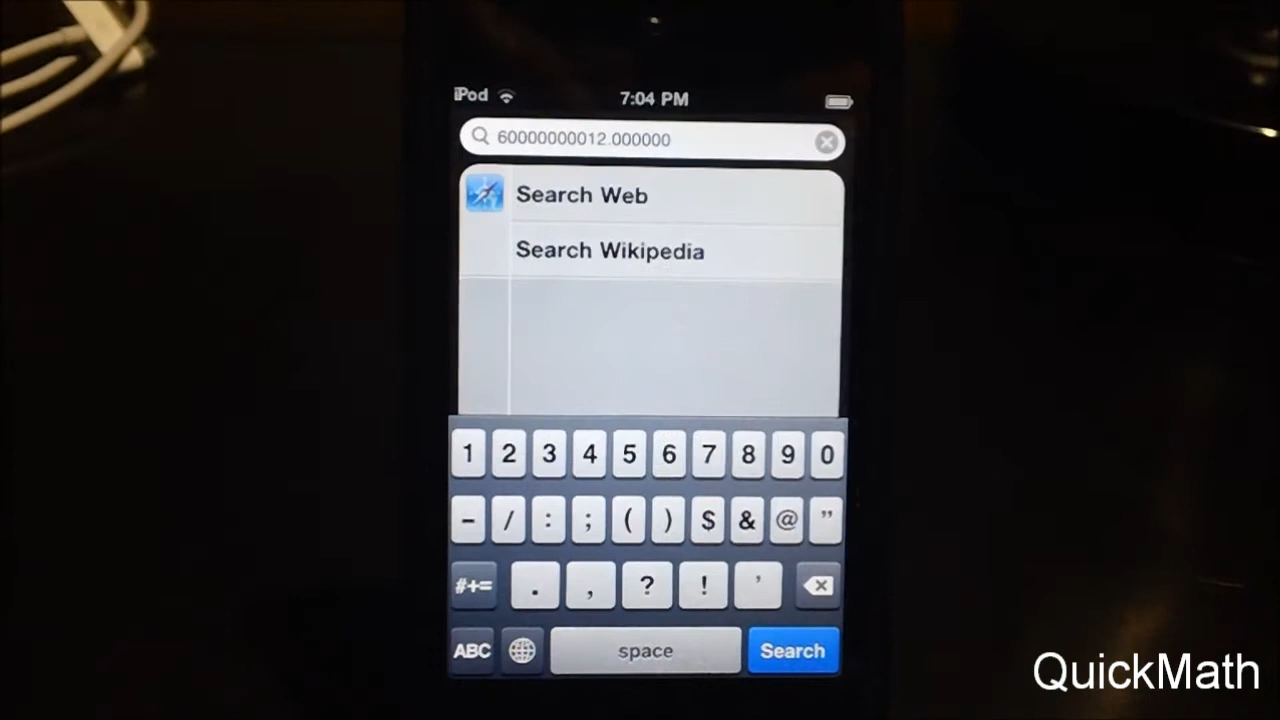 iPod 7:04 PM
60000000012.000000
Search Web
Search Wikipedia
1 2 3 4 5 6 7 8 9 0
- / : ; ( ) $ & @ "
#+= . , ? ! '
ABC space Search
QuickMath